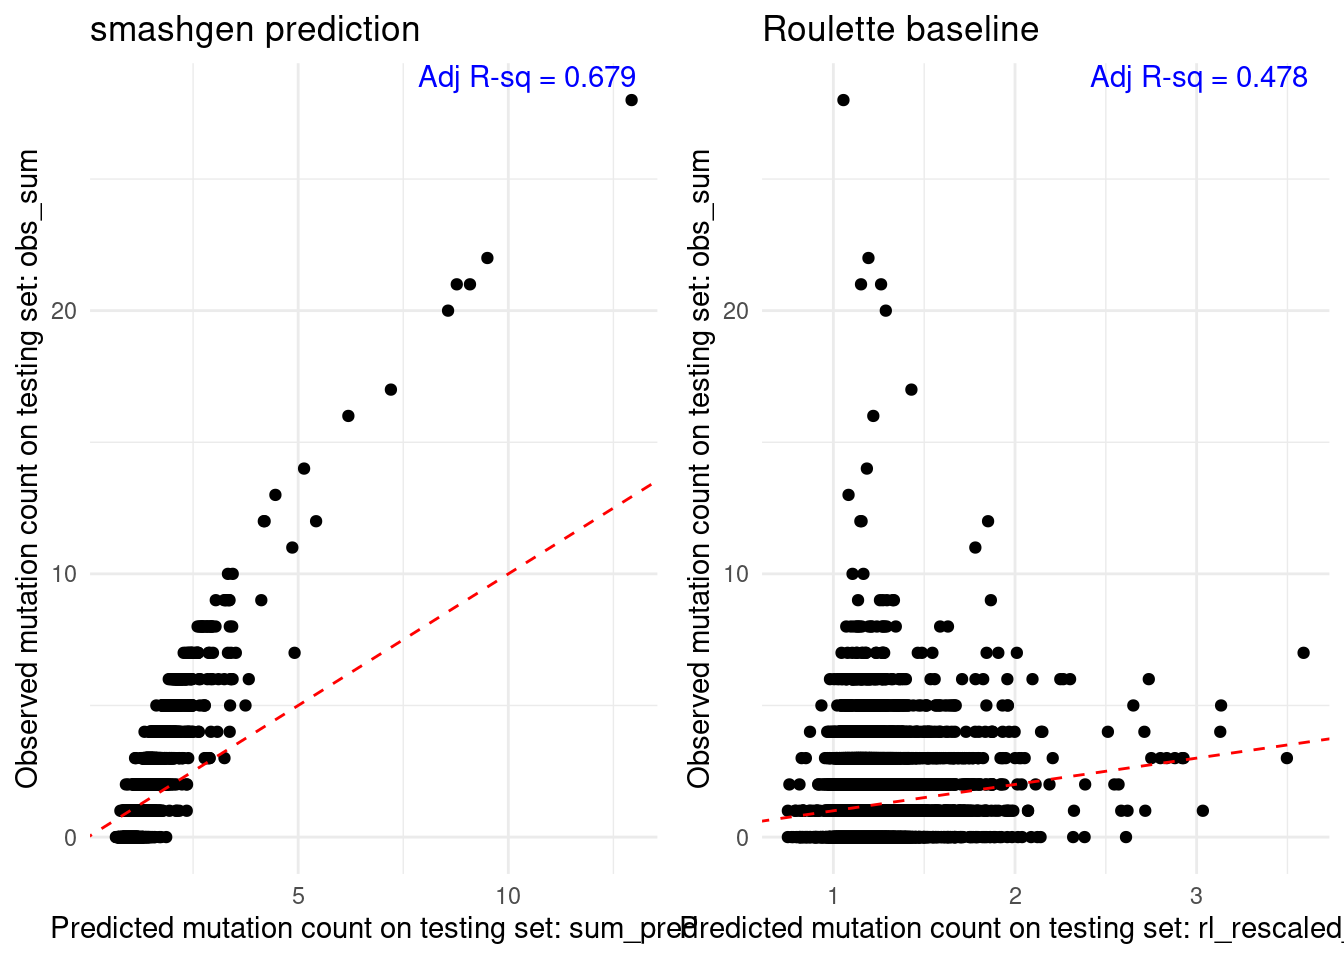 smashgen prediction
Adj R-sq = 0.679
Observed mutation count on testing set: obs_sum
20
10
0
5
10
Predicted mutation count on testing set: sum_pred
Roulette baseline
Adj R-sq = 0.478
Observed mutation count on testing set: obs_sum
20
10
0
1
2
3
Predicted mutation count on testing set: rl_rescaled_